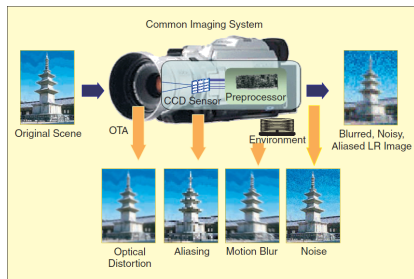 Common Imaging System
CCD Sensor
Preprocessor
Original Scene
OTA
Environment
Blurred, Noisy,
Aliased LR Image
Optical
Distortion
Aliasing
Motion Blur
Noise